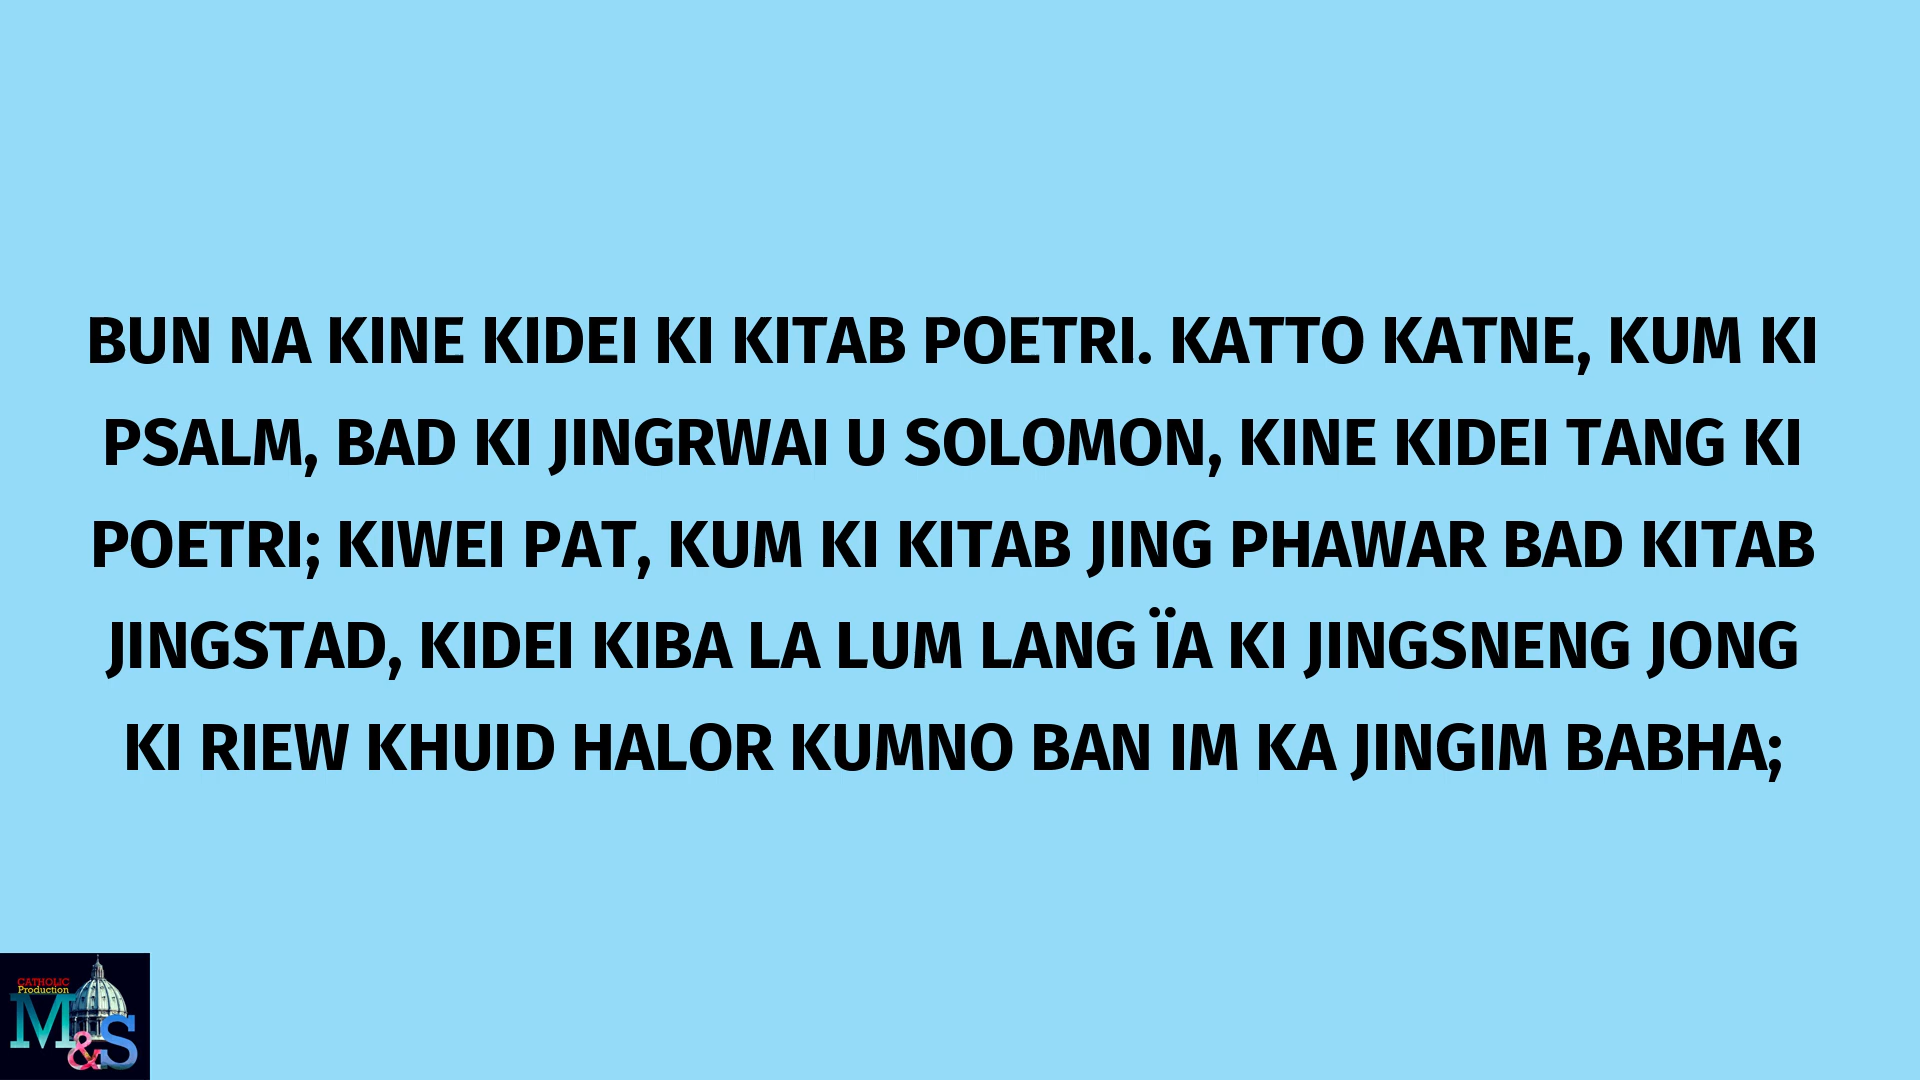 BUN NA KINE KIDEI KI KITAB POETRI. KATTO KATNE, KUM KI
PSALM, BAD KI JINGRWAI U SOLOMON, KINE KIDEI TANG KI
POETRI; KIWEI PAT, KUM KI KITAB JING PHAWAR BAD KITAB
JINGSTAD, KIDEI KIBA LA LUM LANG ÏA KI JINGSNENG JONG
KI RIEW KHUID HALOR KUMNO BAN IM KA JINGIM BABHA;
CATHOLIC
Production
M&S